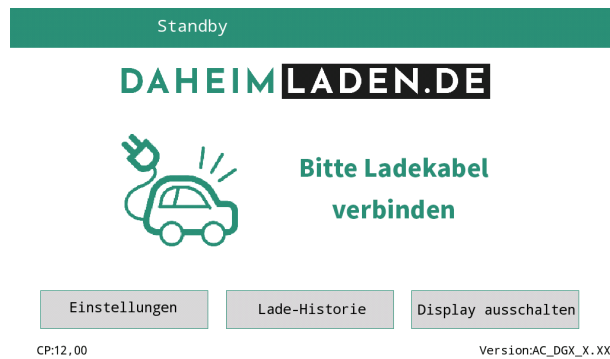 Standby
DAHEIMLADEN.DE
Bitte Ladekabel
verbinden
Einstellungen
Lade-Historie
Display ausschalten
CP:12,00
Version:AC_DGX_X.XX